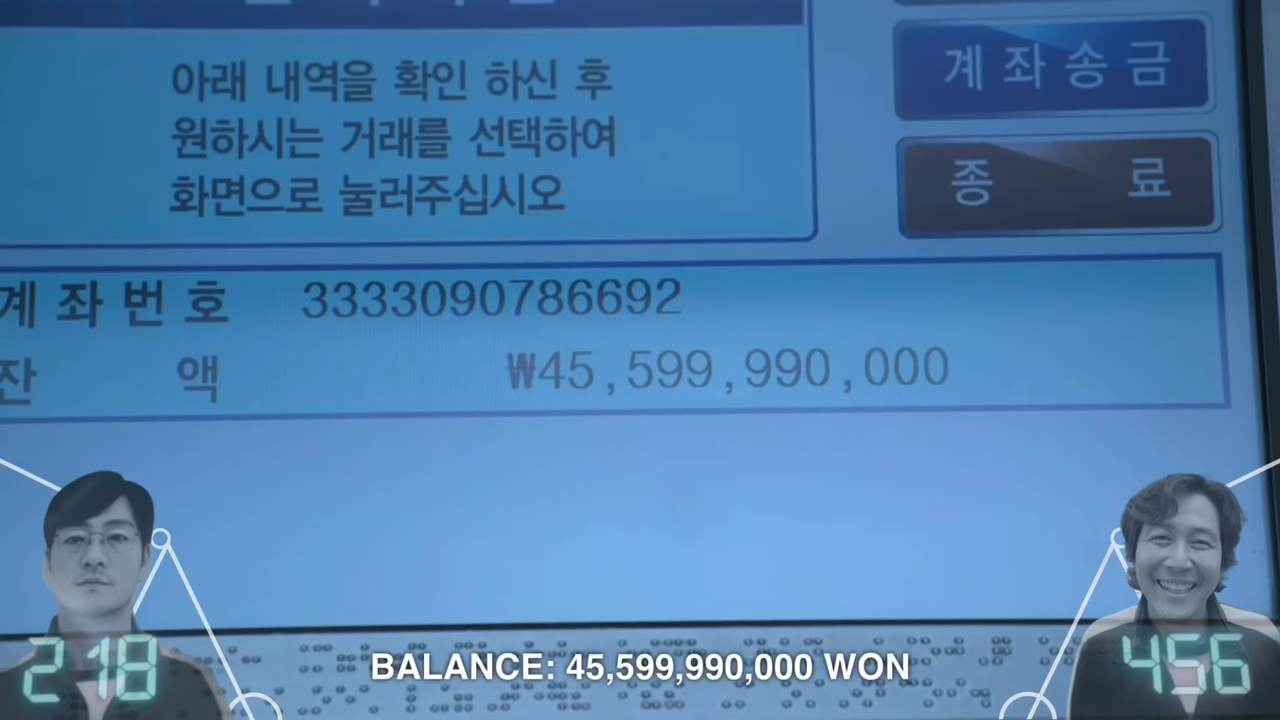 계좌송금
아래 내역을 확인 하신 후
원하시는 거래를 선택하여
화면으로 눌러주십시오
종 료
계좌번호 3333090786692
잔 액 ₩45,599,990,000
218
456
BALANCE: 45,599,990,000 WON